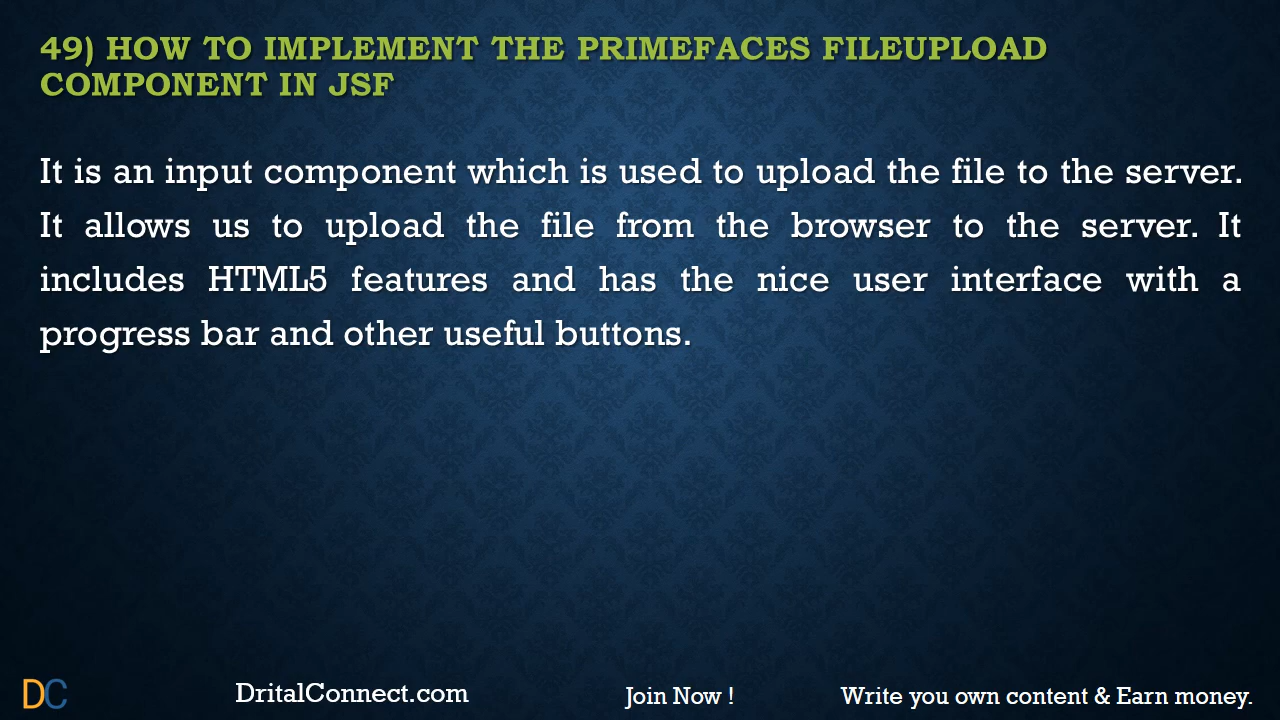 49) HOW TO IMPLEMENT THE PRIMEFACES FILEUPLOAD
COMPONENT IN JSF
It is an input component which is used to upload the file to the server.
It allows us to upload the file from the browser to the server. It
includes HTML5 features and has the nice user interface with a
progress bar and other useful buttons.
DC
DritalConnect.com
Join Now !
Write you own content & Earn money.